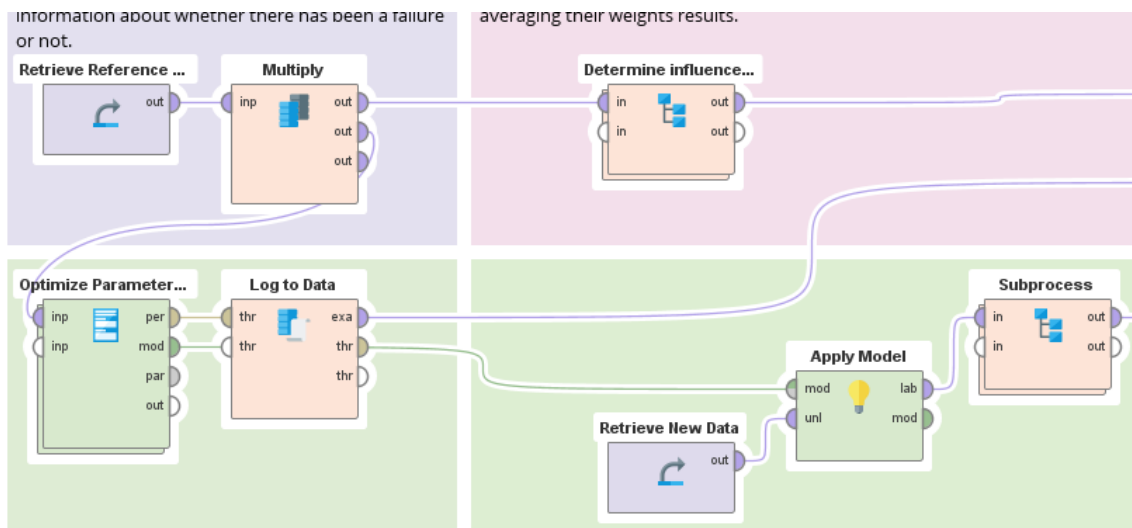 information about whether there has been a failure
or not.
averaging their weights results.
Retrieve Reference ...
out
Multiply
inp
out
out
out
Determine influence...
in
out
in
out
Optimize Parameter...
inp
per
inp
mod
par
out
Log to Data
thr
exa
thr
thr
thr
Subprocess
in
out
in
out
Apply Model
mod
lab
unl
mod
Retrieve New Data
out